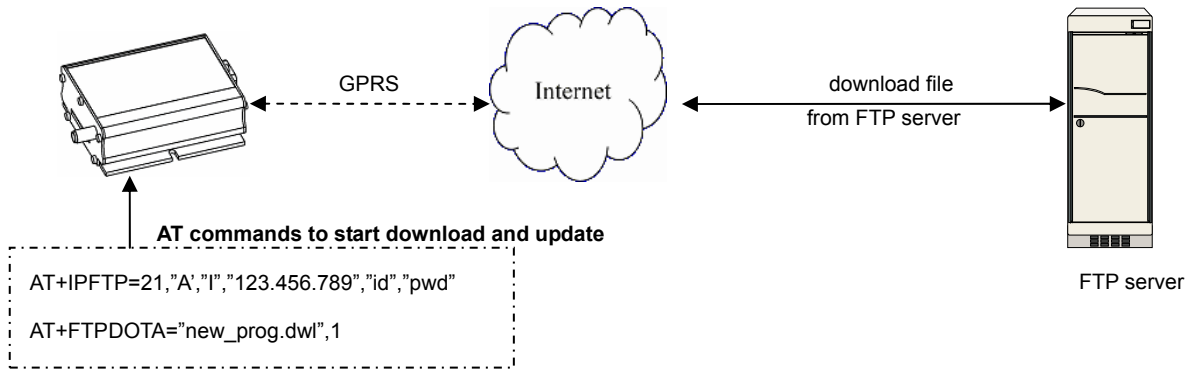 GPRS
Internet
download file
from FTP server
AT commands to start download and update
AT+IPFTP=21,”A’,”I”,”123.456.789”,”id”,”pwd”
AT+FTPDOTA=”new_prog.dwl”,1
FTP server